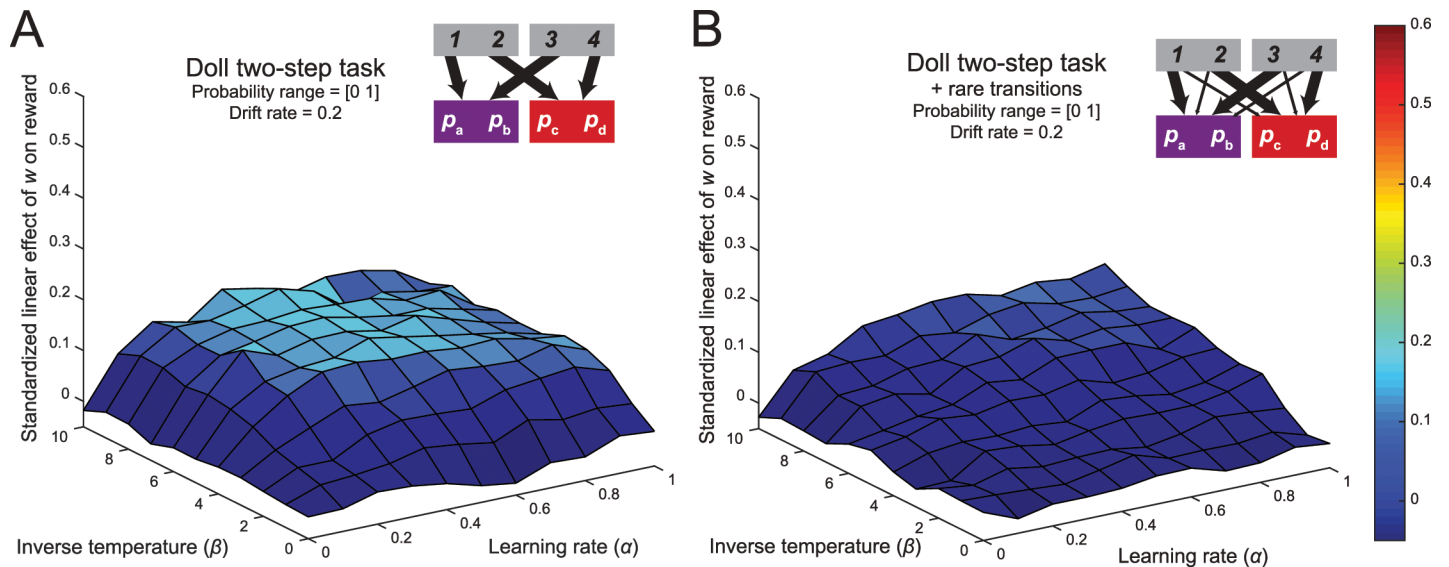 A
Doll two-step task
Probability range = [0 1]
Drift rate = 0.2
1 2 3 4
pa pb pc pd
Standardized linear effect of w on reward
0.6
0.5
0.4
0.3
0.2
0.1
0
10
8
6
4
2
0
Inverse temperature (β)
0
0.2
0.4
0.6
0.8
1
Learning rate (α)
B
Doll two-step task
+ rare transitions
Probability range = [0 1]
Drift rate = 0.2
1 2 3 4
pa pb pc pd
Standardized linear effect of w on reward
0.6
0.5
0.4
0.3
0.2
0.1
0
10
8
6
4
2
0
Inverse temperature (β)
0
0.2
0.4
0.6
0.8
1
Learning rate (α)
0.6
0.5
0.4
0.3
0.2
0.1
0